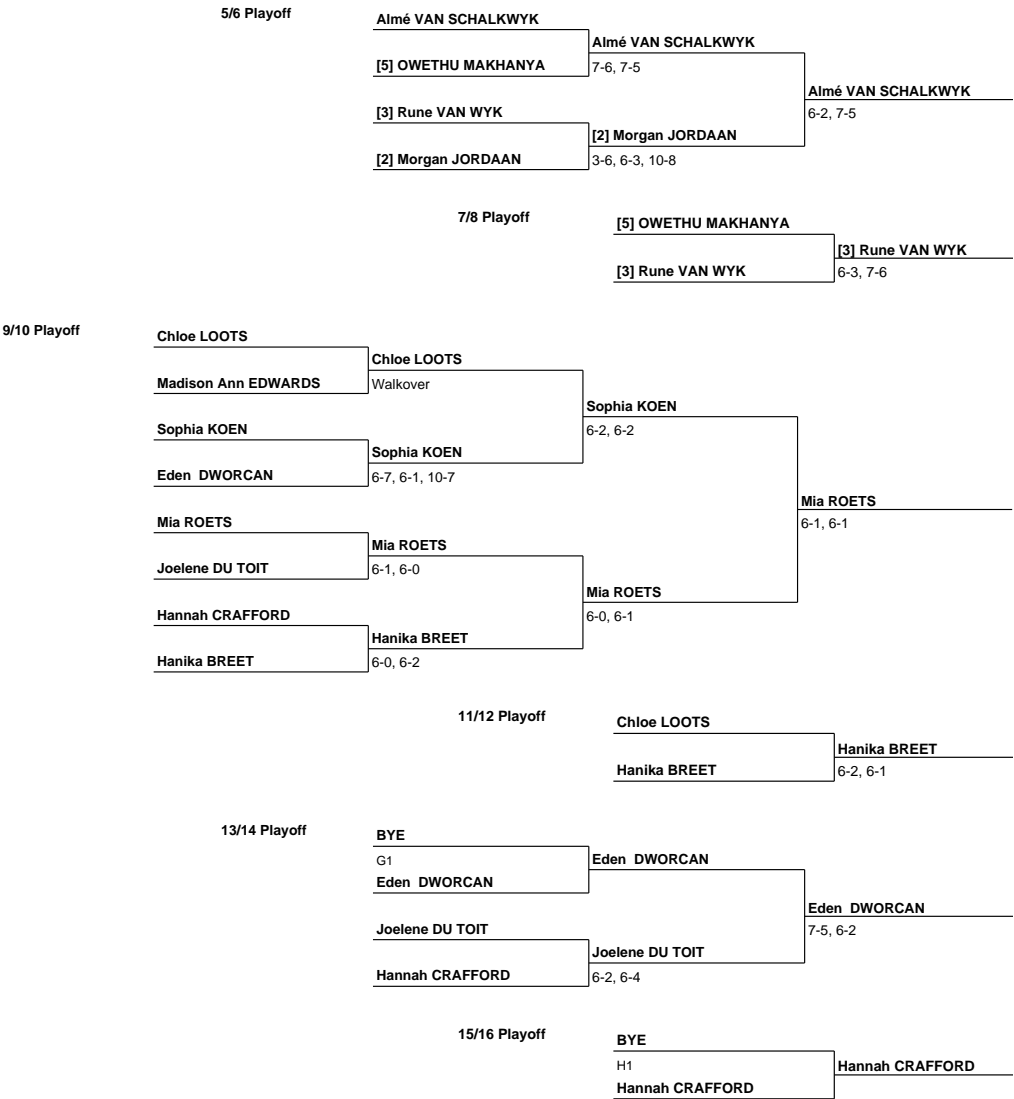 5/6 Playoff
Almé VAN SCHALKWYK
Almé VAN SCHALKWYK
[5] OWETHU MAKHANYA
7-6, 7-5
Almé VAN SCHALKWYK
[3] Rune VAN WYK
6-2, 7-5
[2] Morgan JORDAAN
[2] Morgan JORDAAN
3-6, 6-3, 10-8
7/8 Playoff
[5] OWETHU MAKHANYA
[3] Rune VAN WYK
[3] Rune VAN WYK
6-3, 7-6
9/10 Playoff
Chloe LOOTS
Chloe LOOTS
Madison Ann EDWARDS
Walkover
Sophia KOEN
Sophia KOEN
6-2, 6-2
Sophia KOEN
Eden DWORCAN
6-7, 6-1, 10-7
Mia ROETS
Mia ROETS
6-1, 6-1
Mia ROETS
Joelene DU TOIT
6-1, 6-0
Mia ROETS
Hannah CRAFFORD
6-0, 6-1
Hanika BREET
Hanika BREET
6-0, 6-2
11/12 Playoff
Chloe LOOTS
Hanika BREET
Hanika BREET
6-2, 6-1
13/14 Playoff
BYE
G1
Eden DWORCAN
Eden DWORCAN
Eden DWORCAN
Joelene DU TOIT
7-5, 6-2
Joelene DU TOIT
Hannah CRAFFORD
6-2, 6-4
15/16 Playoff
BYE
H1
Hannah CRAFFORD
Hannah CRAFFORD